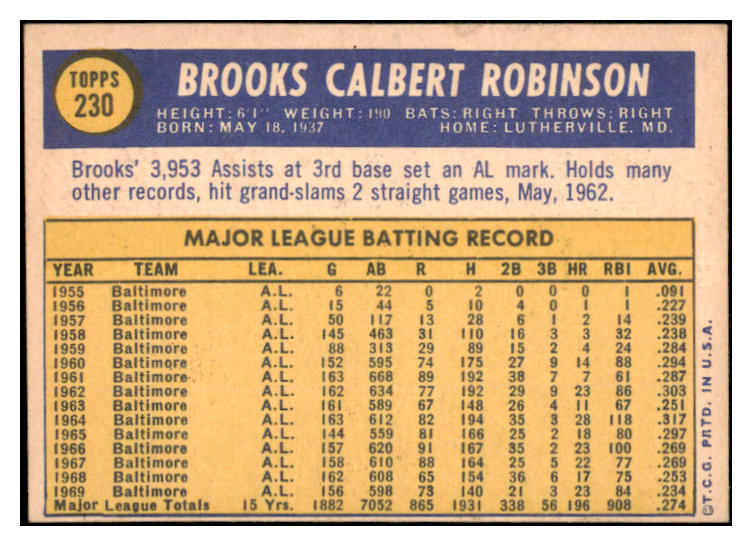 TOPPS
230
BROOKS CALBERT ROBINSON
HEIGHT: 6'1" WEIGHT: 190 BATS: RIGHT THROWS: RIGHT
BORN: MAY 18, 1937 HOME: LUTHERVILLE, MD.
Brooks' 3,953 Assists at 3rd base set an AL mark. Holds many
other records, hit grand-slams 2 straight games, May, 1962.
MAJOR LEAGUE BATTING RECORD
YEAR TEAM LEA. G AB R H 2B 3B HR RBI AVG.
1955 Baltimore A.L. 6 22 0 2 0 0 0 1 .091
1956 Baltimore A.L. 15 44 5 10 4 0 1 1 .227
1957 Baltimore A.L. 50 117 13 28 6 1 2 14 .239
1958 Baltimore A.L. 145 463 31 110 16 3 3 32 .238
1959 Baltimore A.L. 88 313 29 89 15 2 4 24 .284
1960 Baltimore A.L. 152 595 74 175 27 9 14 88 .294
1961 Baltimore A.L. 163 668 89 192 38 7 7 61 .287
1962 Baltimore A.L. 162 634 77 192 29 9 23 86 .303
1963 Baltimore A.L. 161 589 67 148 26 4 11 67 .251
1964 Baltimore A.L. 163 612 82 194 35 3 28 118 .317
1965 Baltimore A.L. 144 559 81 166 25 2 18 80 .297
1966 Baltimore A.L. 157 620 91 167 35 2 23 100 .269
1967 Baltimore A.L. 158 610 88 164 25 5 22 77 .269
1968 Baltimore A.L. 162 608 65 154 36 6 17 75 .253
1969 Baltimore A.L. 156 598 73 140 21 3 23 84 .234
Major League Totals 15 Yrs. 1882 7052 865 1931 338 56 196 908 .274
©T.C.G. PRTD. IN U.S.A.